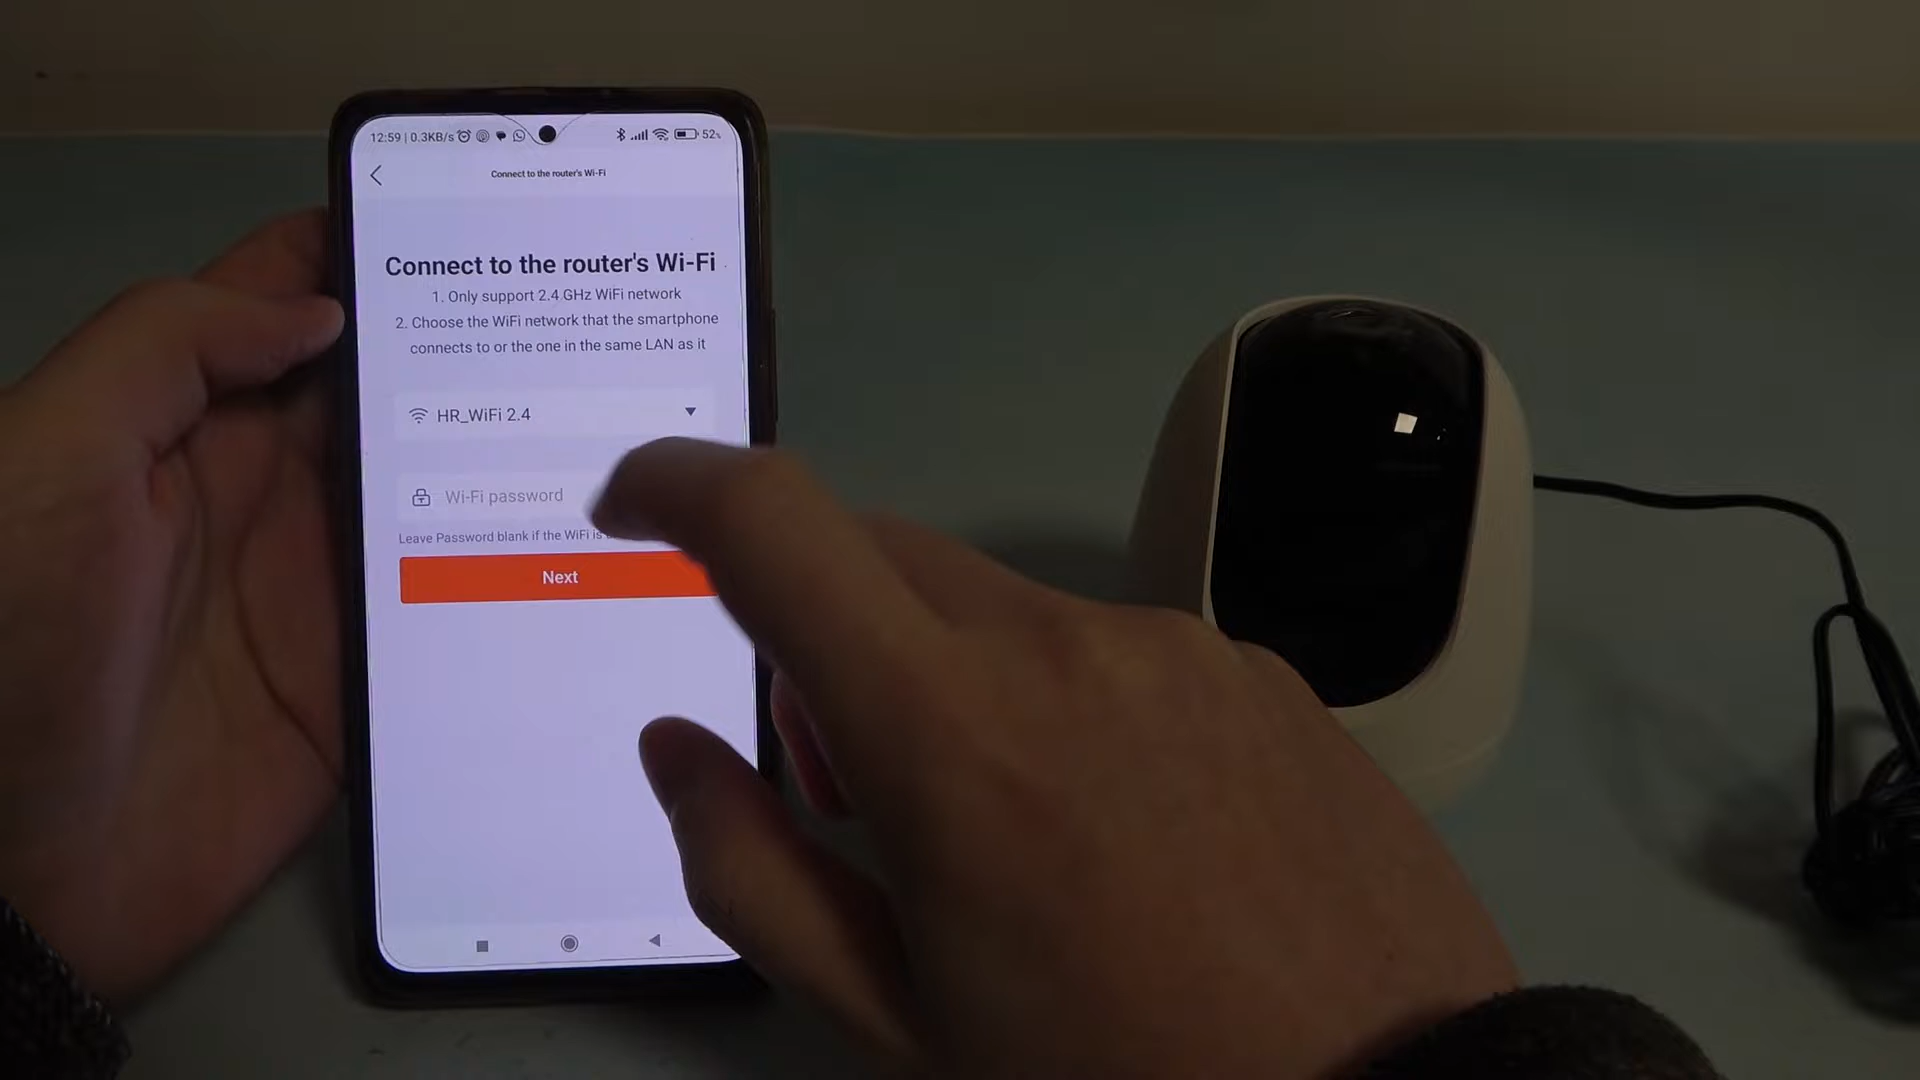 12:59 | 0.3KB/s 52%
Connect to the router's Wi-Fi
Connect to the router's Wi-Fi
1. Only support 2.4 GHz WiFi network
2. Choose the WiFi network that the smartphone
connects to or the one in the same LAN as it
HR_WiFi 2.4
Wi-Fi password
Leave Password blank if the WiFi is
Next